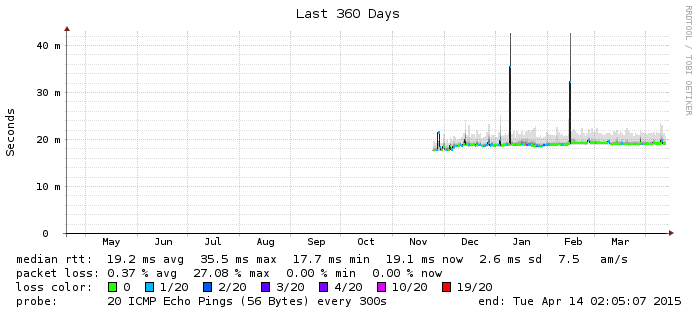 Last 360 Days
RRDTOOL / TOBI OETIKER
Seconds
40 m
30 m
20 m
10 m
0
May Jun Jul Aug Sep Oct Nov Dec Jan Feb Mar
median rtt: 19.2 ms avg 35.5 ms max 17.7 ms min 19.1 ms now 2.6 ms sd 7.5 am/s
packet loss: 0.37 % avg 27.08 % max 0.00 % min 0.00 % now
loss color: 0 1/20 2/20 3/20 4/20 10/20 19/20
probe: 20 ICMP Echo Pings (56 Bytes) every 300s end: Tue Apr 14 02:05:07 2015